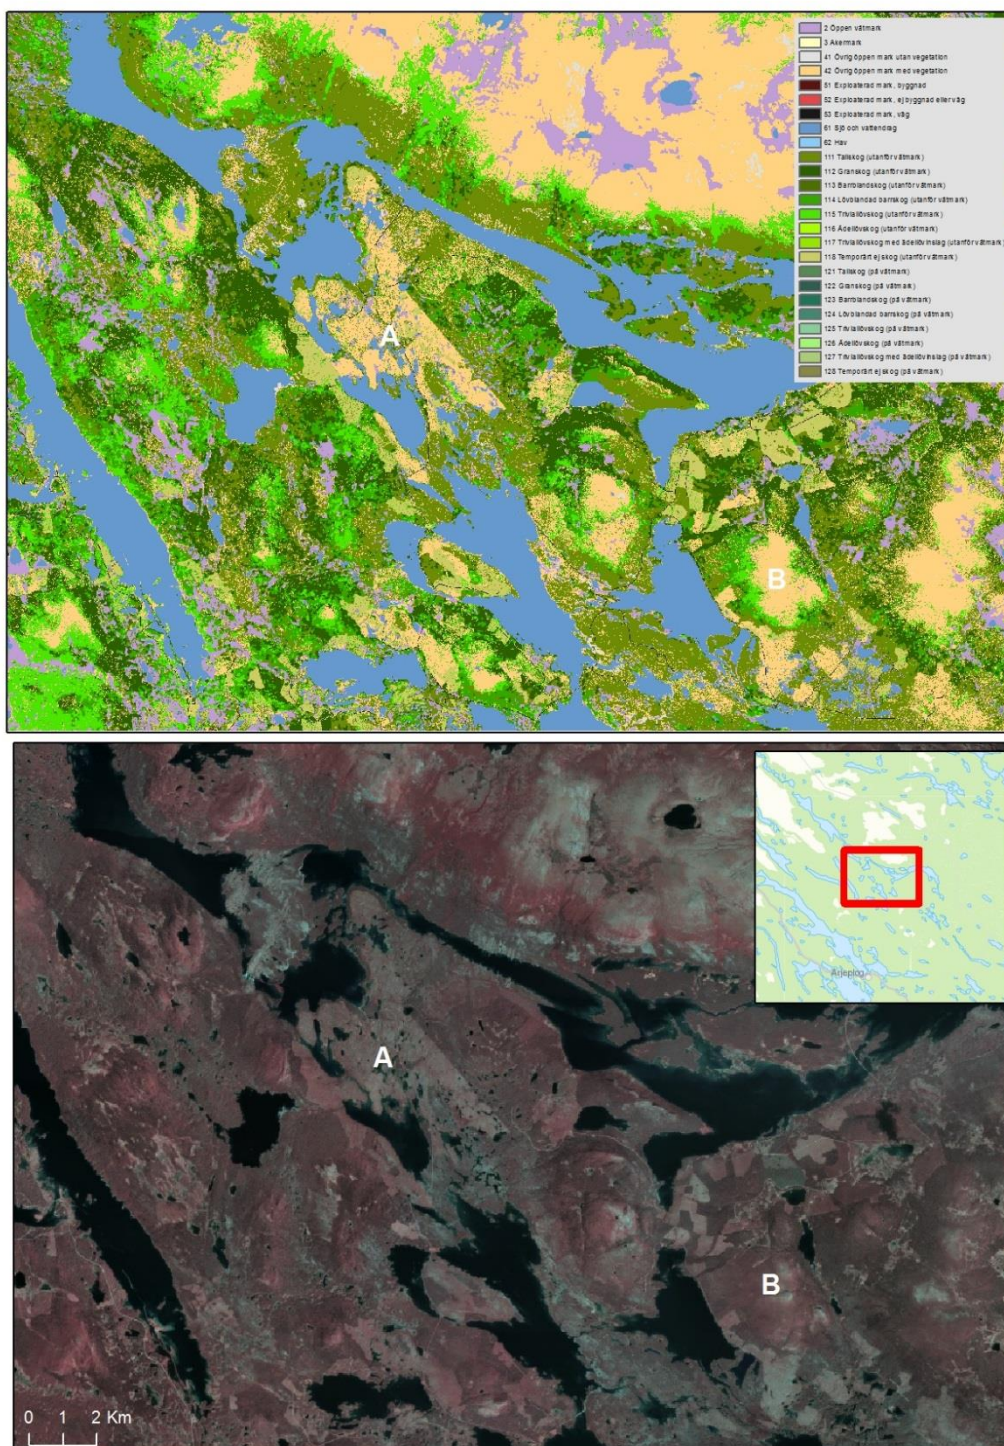 2 Öppen våtmark
3 Åkermark
41 Övrig öppen mark utan vegetation
42 Övrig öppen mark med vegetation
51 Exploaterad mark, byggnad
52 Exploaterad mark, ej byggnad eller väg
53 Exploaterad mark, väg
61 Sjö och vattendrag
62 Hav
111 Tallskog (utanför våtmark)
112 Granskog (utanför våtmark)
113 Barrblandskog (utanför våtmark)
114 Lövblandad barrskog (utanför våtmark)
115 Triviallövskog (utanför våtmark)
116 Ädellövskog (utanför våtmark)
117 Triviallövskog med ädellövinslag (utanför våtmark)
118 Temporärt ej skog (utanför våtmark)
121 Tallskog (på våtmark)
122 Granskog (på våtmark)
123 Barrblandskog (på våtmark)
124 Lövblandad barrskog (på våtmark)
125 Triviallövskog (på våtmark)
126 Ädellövskog (på våtmark)
127 Triviallövskog med ädellövinslag (på våtmark)
128 Temporärt ej skog (på våtmark)
A
B
Arjeplog
A
B
0 1 2 Km